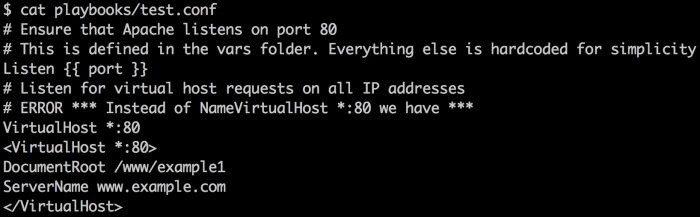 $ cat playbooks/test.conf
# Ensure that Apache listens on port 80
# This is defined in the vars folder. Everything else is hardcoded for simplicity
Listen {{ port }}
# Listen for virtual host requests on all IP addresses
# ERROR *** Instead of NameVirtualHost *:80 we have ***
VirtualHost *:80
<VirtualHost *:80>
DocumentRoot /www/example1
ServerName www.example.com
</VirtualHost>